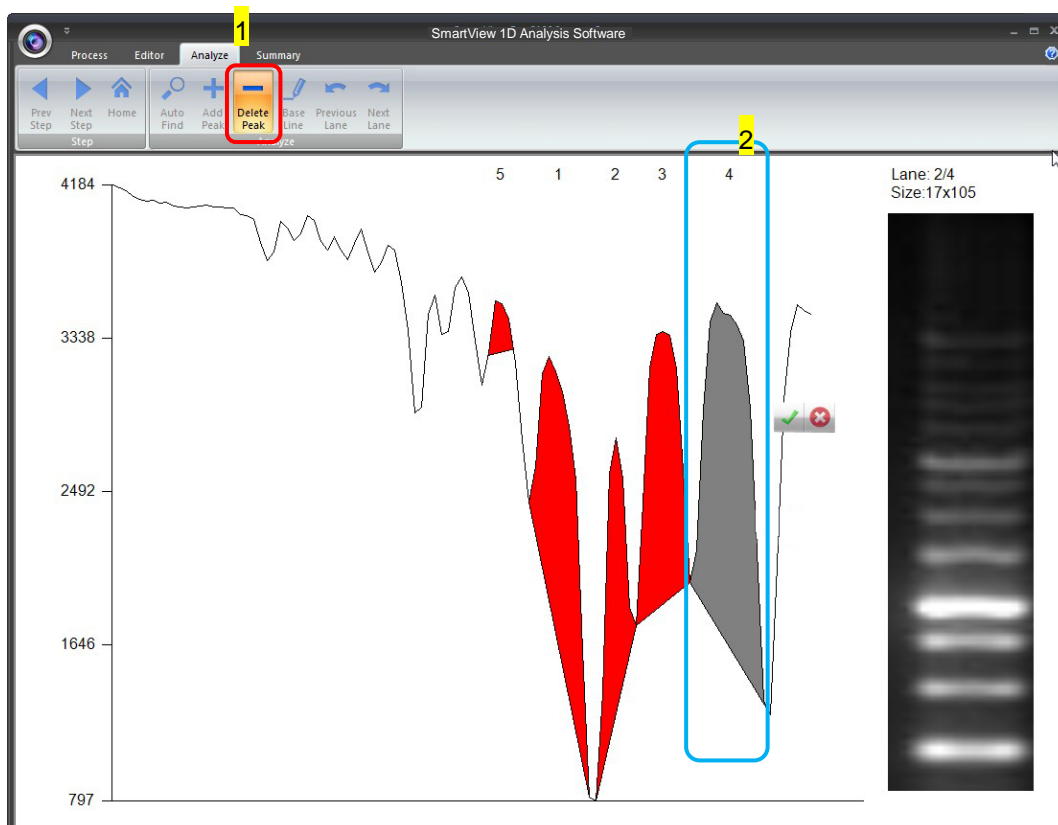 1
SmartView 1D Analysis Software
Process Editor Analyze Summary
Prev Step
Next Step
Home
Auto Find
Add Peak
Delete Peak
Base Line
Previous Lane
Next Lane
Step
Analyze
2
5 1 2 3 4
Lane: 2/4
Size:17x105
4184
3338
2492
1646
797